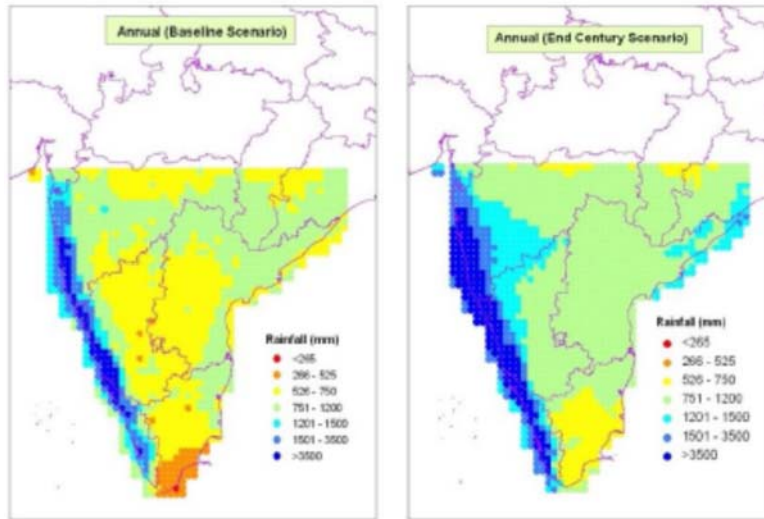 Annual (Baseline Scenario)
Rainfall (mm)
<265
266 - 525
526 - 750
751 - 1200
1201 - 1500
1501 - 3500
>3500
Annual (End Century Scenario)
Rainfall (mm)
<265
266 - 525
526 - 750
751 - 1200
1201 - 1500
1501 - 3500
>3500